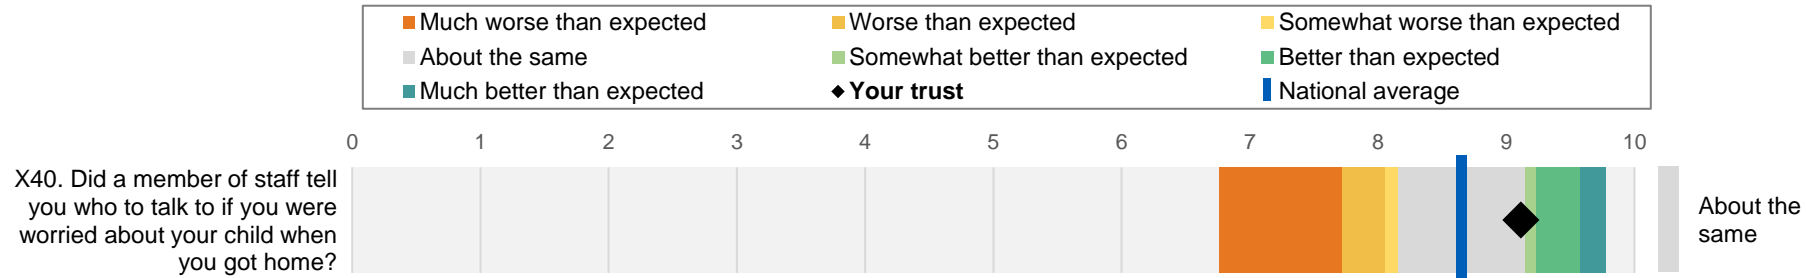 Much worse than expected Worse than expected Somewhat worse than expected
About the same Somewhat better than expected Better than expected
Much better than expected Your trust National average
0 1 2 3 4 5 6 7 8 9 10
X40. Did a member of staff tell
you who to talk to if you were
worried about your child when
you got home?
About the
same